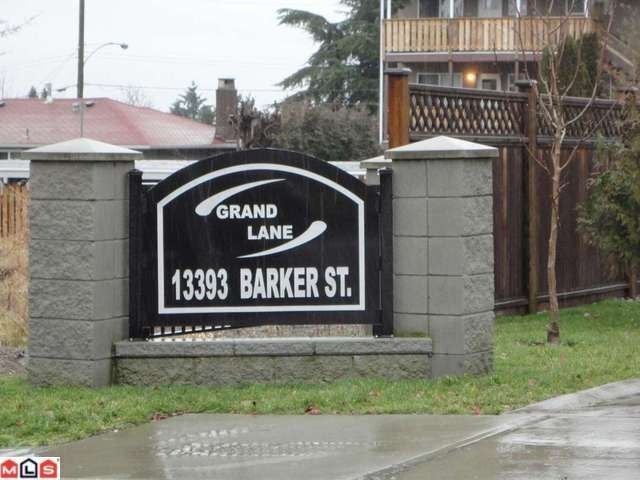 GRAND
LANE
13393 BARKER ST.
MLS